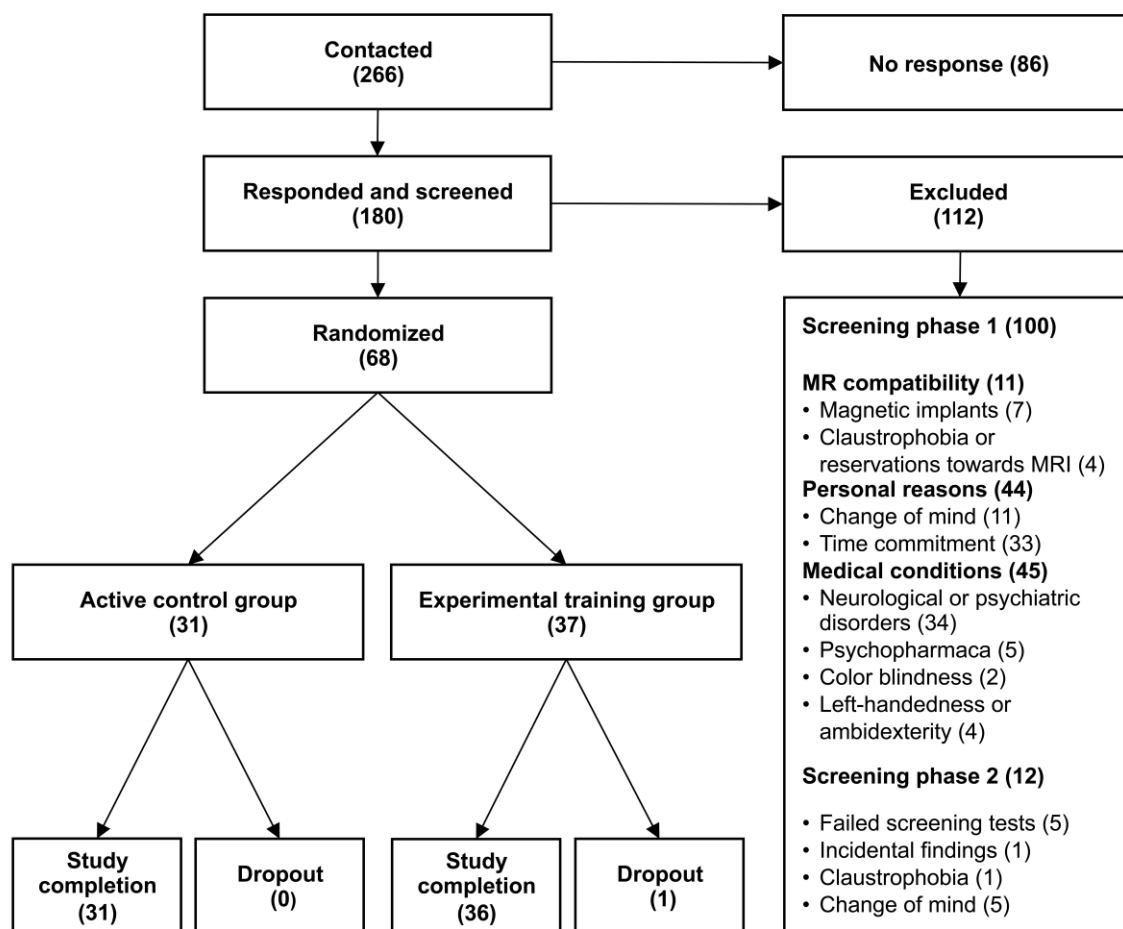 Contacted
(266)
No response (86)
Responded and screened
(180)
Excluded
(112)
Randomized
(68)
Screening phase 1 (100)
MR compatibility (11)
• Magnetic implants (7)
• Claustrophobia or
reservations towards MRI (4)
Personal reasons (44)
• Change of mind (11)
• Time commitment (33)
Medical conditions (45)
• Neurological or psychiatric
disorders (34)
• Psychopharmaca (5)
• Color blindness (2)
• Left-handedness or
ambidexterity (4)
Screening phase 2 (12)
• Failed screening tests (5)
• Incidental findings (1)
• Claustrophobia (1)
• Change of mind (5)
Active control group
(31)
Experimental training group
(37)
Study
completion
(31)
Dropout
(0)
Study
completion
(36)
Dropout
(1)